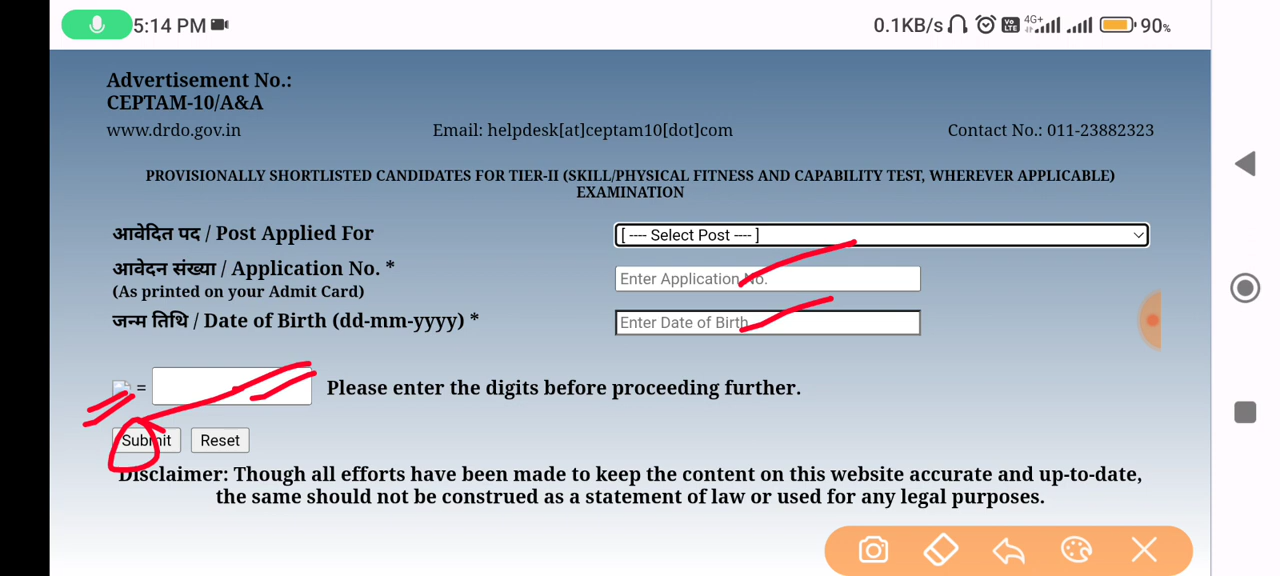 5:14 PM
0.1KB/s Vo LTE 4G+ 90%
Advertisement No.:
CEPTAM-10/A&A
www.drdo.gov.in Email: helpdesk[at]ceptam10[dot]com Contact No.: 011-23882323
PROVISIONALLY SHORTLISTED CANDIDATES FOR TIER-II (SKILL/PHYSICAL FITNESS AND CAPABILITY TEST, WHEREVER APPLICABLE)
EXAMINATION
आवेदित पद / Post Applied For [ ---- Select Post ---- ]
आवेदन संख्या / Application No. * Enter Application No.
(As printed on your Admit Card)
जन्म तिथि / Date of Birth (dd-mm-yyyy) * Enter Date of Birth
= Please enter the digits before proceeding further.
Submit Reset
Disclaimer: Though all efforts have been made to keep the content on this website accurate and up-to-date,
the same should not be construed as a statement of law or used for any legal purposes.